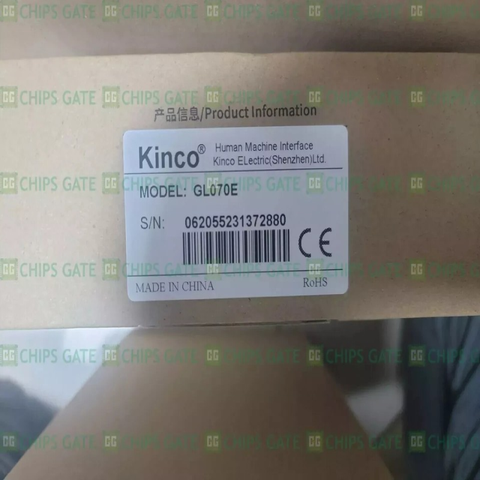 产品信息/Product Information
Kinco® Human Machine Interface
Kinco ELectric(Shenzhen)Ltd.
MODEL: GL070E
S/N: 062055231372880
CE
MADE IN CHINA RoHS
CHIPS GATE